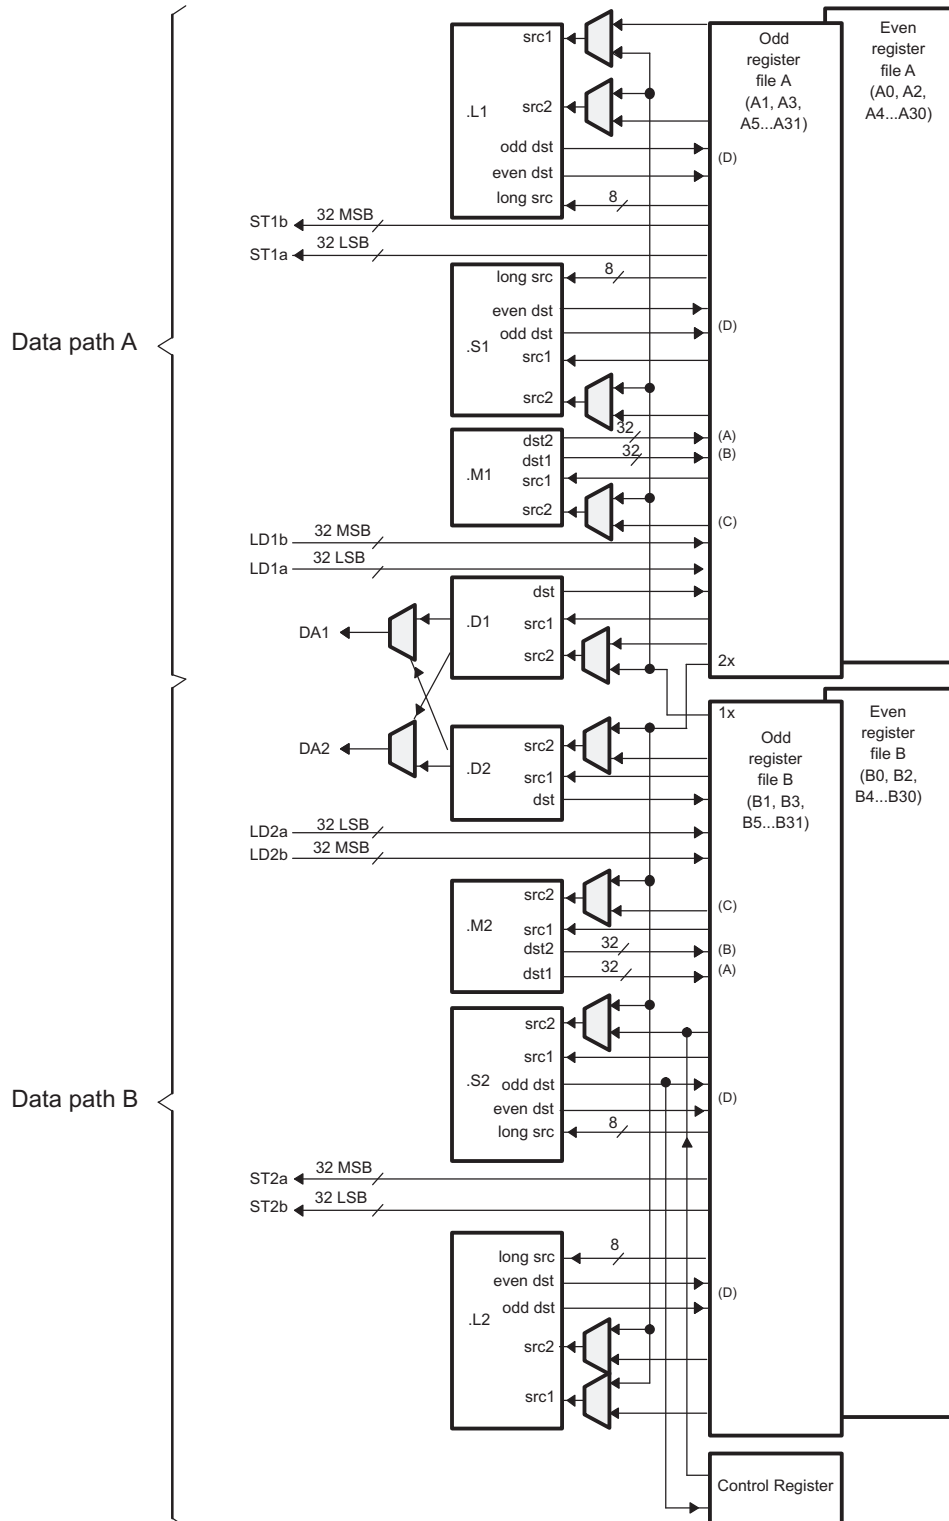 src1
Odd
register
file A
(A1, A3,
A5...A31)
Even
register
file A
(A0, A2,
A4...A30)
src2
.L1
odd dst
(D)
even dst
long src
8
ST1b
32 MSB
ST1a
32 LSB
long src
8
even dst
odd dst
(D)
.S1
src1
Data path A
src2
dst2
32
(A)
dst1
32
(B)
.M1
src1
src2
(C)
LD1b
32 MSB
LD1a
32 LSB
dst
.D1
src1
DA1
src2
2x
1x
Odd
register
file B
(B1, B3,
B5...B31)
Even
register
file B
(B0, B2,
B4...B30)
DA2
src2
.D2
src1
dst
LD2a
32 LSB
LD2b
32 MSB
src2
(C)
.M2
src1
dst2
32
(B)
dst1
32
(A)
src2
src1
.S2
odd dst
(D)
even dst
Data path B
long src
8
ST2a
32 MSB
ST2b
32 LSB
long src
8
even dst
(D)
odd dst
.L2
src2
src1
Control Register